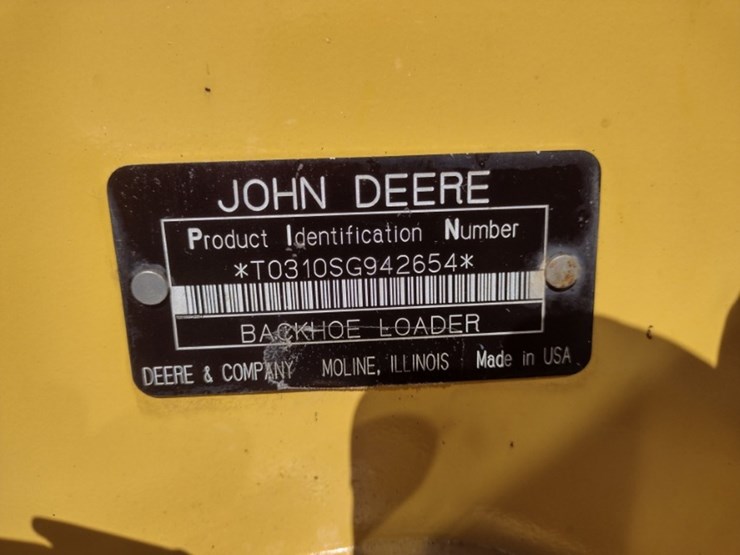 JOHN DEERE
Product Identification Number
*T0310SG942654*
BACKHOE LOADER
DEERE & COMPANY MOLINE, ILLINOIS Made in USA